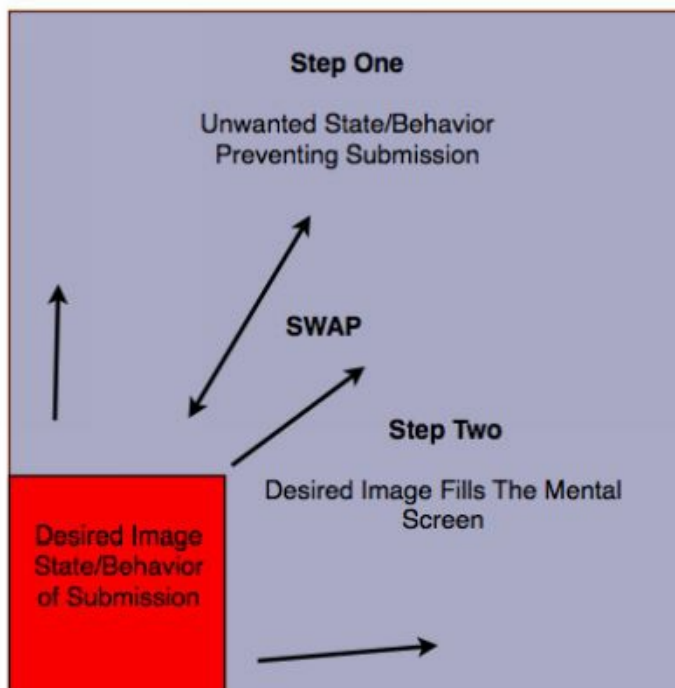 Step One
Unwanted State/Behavior
Preventing Submission
SWAP
Step Two
Desired Image Fills The Mental
Screen
Desired Image
State/Behavior
of Submission